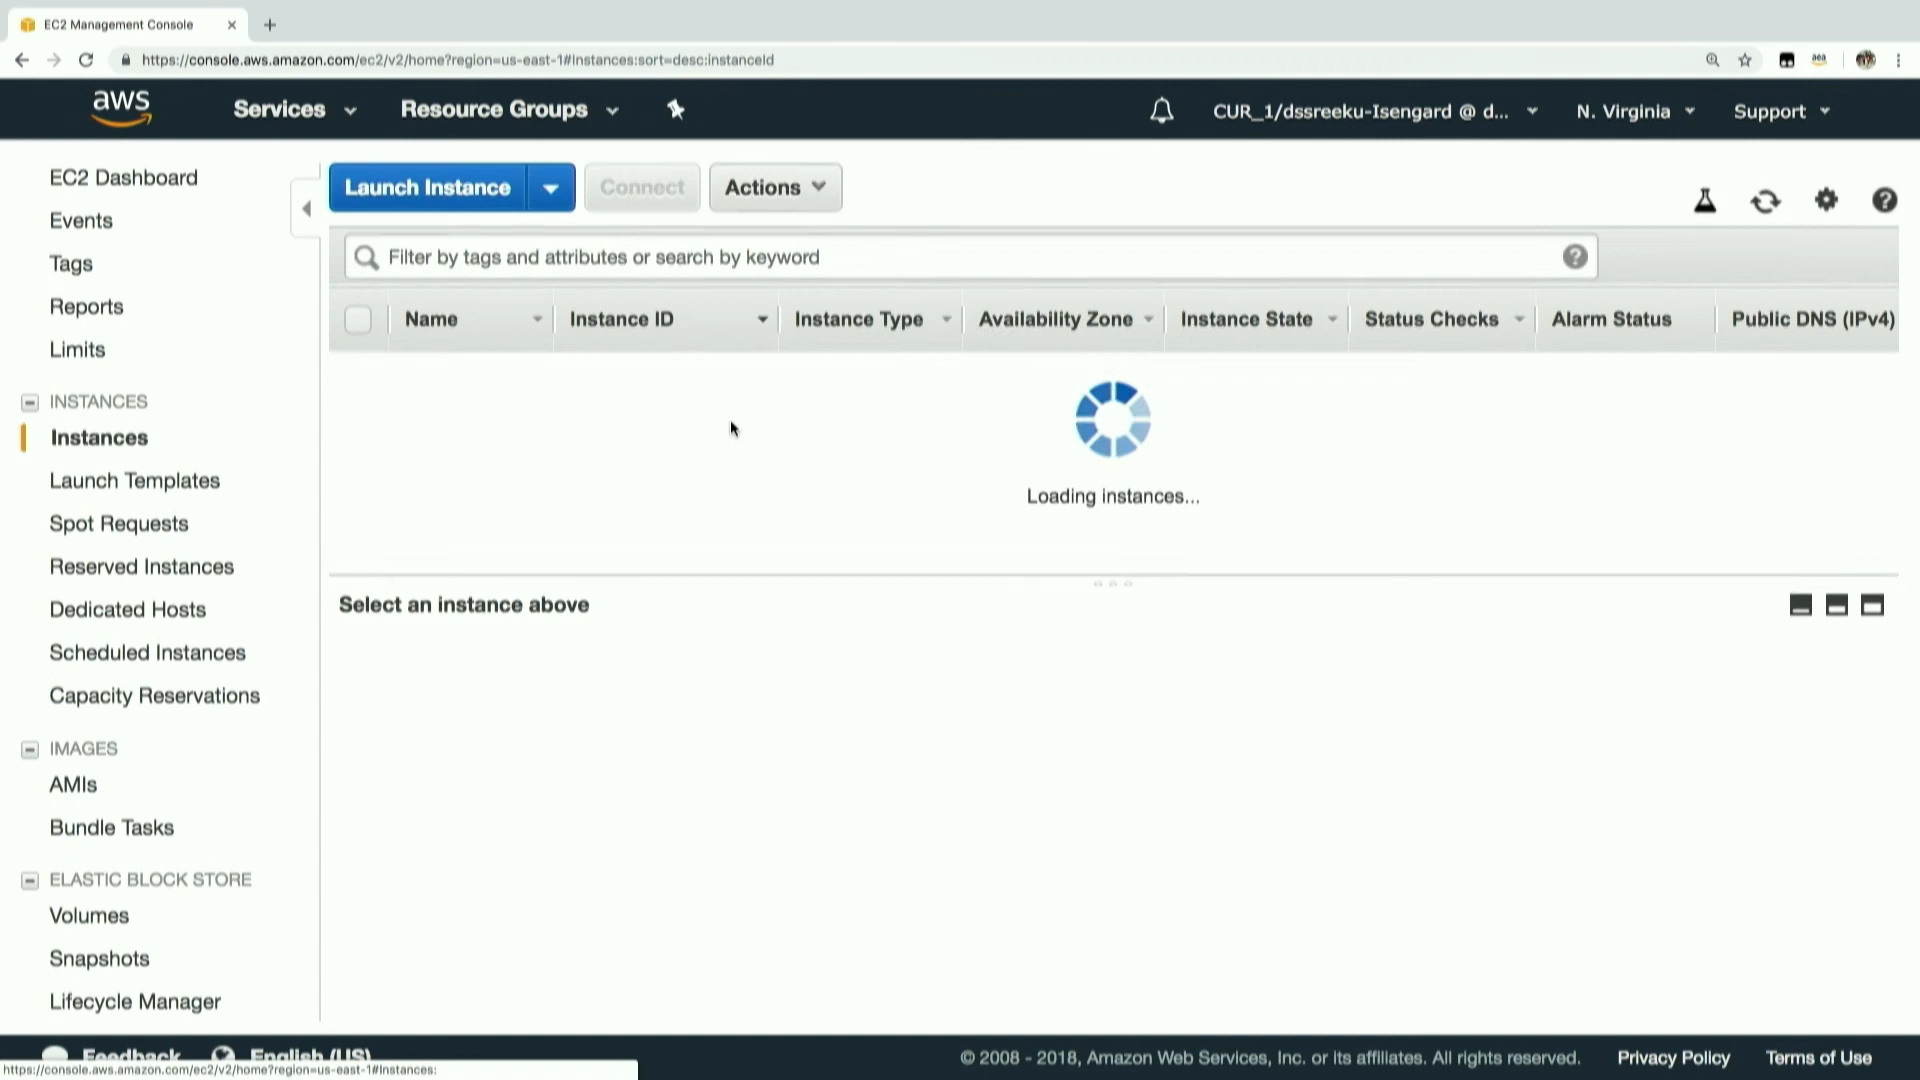 EC2 Management Console
https://console.aws.amazon.com/ec2/v2/home?region=us-east-1#Instances:sort=desc:instanceId
aws
Services
Resource Groups
CUR_1/dssreeku-Isengard @ d...
N. Virginia
Support
EC2 Dashboard
Events
Tags
Reports
Limits
INSTANCES
Instances
Launch Templates
Spot Requests
Reserved Instances
Dedicated Hosts
Scheduled Instances
Capacity Reservations
IMAGES
AMIs
Bundle Tasks
ELASTIC BLOCK STORE
Volumes
Snapshots
Lifecycle Manager
Launch Instance
Connect
Actions
Filter by tags and attributes or search by keyword
Name Instance ID Instance Type Availability Zone Instance State Status Checks Alarm Status Public DNS (IPv4)
Loading instances...
Select an instance above
Feedback English (US)
© 2008 - 2018, Amazon Web Services, Inc. or its affiliates. All rights reserved. Privacy Policy Terms of Use
https://console.aws.amazon.com/ec2/v2/home?region=us-east-1#Instances: